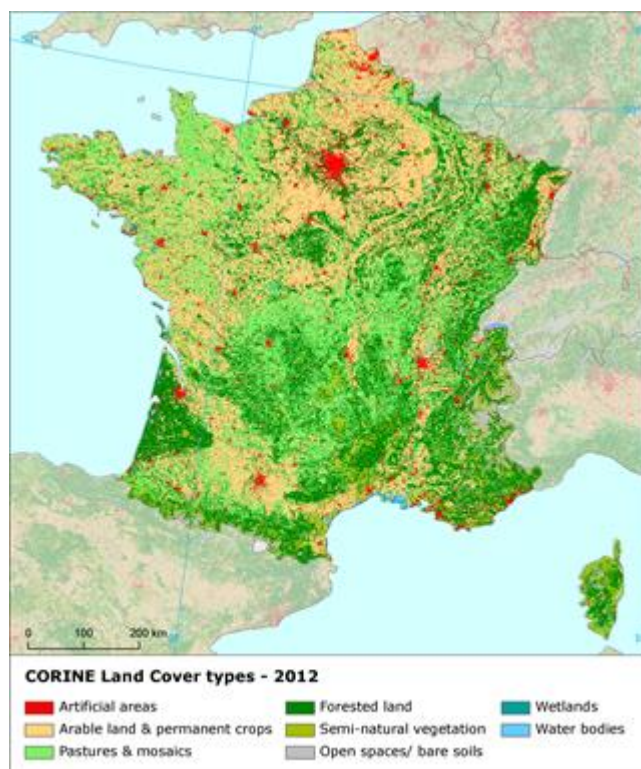 0 100 200 km
CORINE Land Cover types - 2012
Artificial areas
Arable land & permanent crops
Pastures & mosaics
Forested land
Semi-natural vegetation
Open spaces/ bare soils
Wetlands
Water bodies